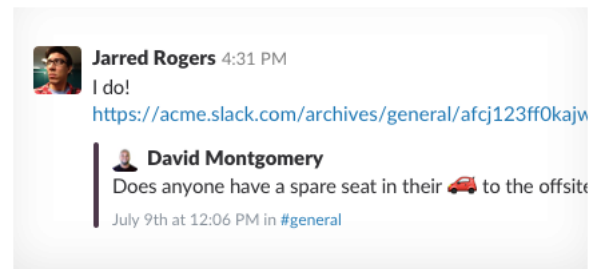 Jarred Rogers 4:31 PM
I do!
https://acme.slack.com/archives/general/afcj123ff0kajw
David Montgomery
Does anyone have a spare seat in their 🚗 to the offsite
July 9th at 12:06 PM in #general